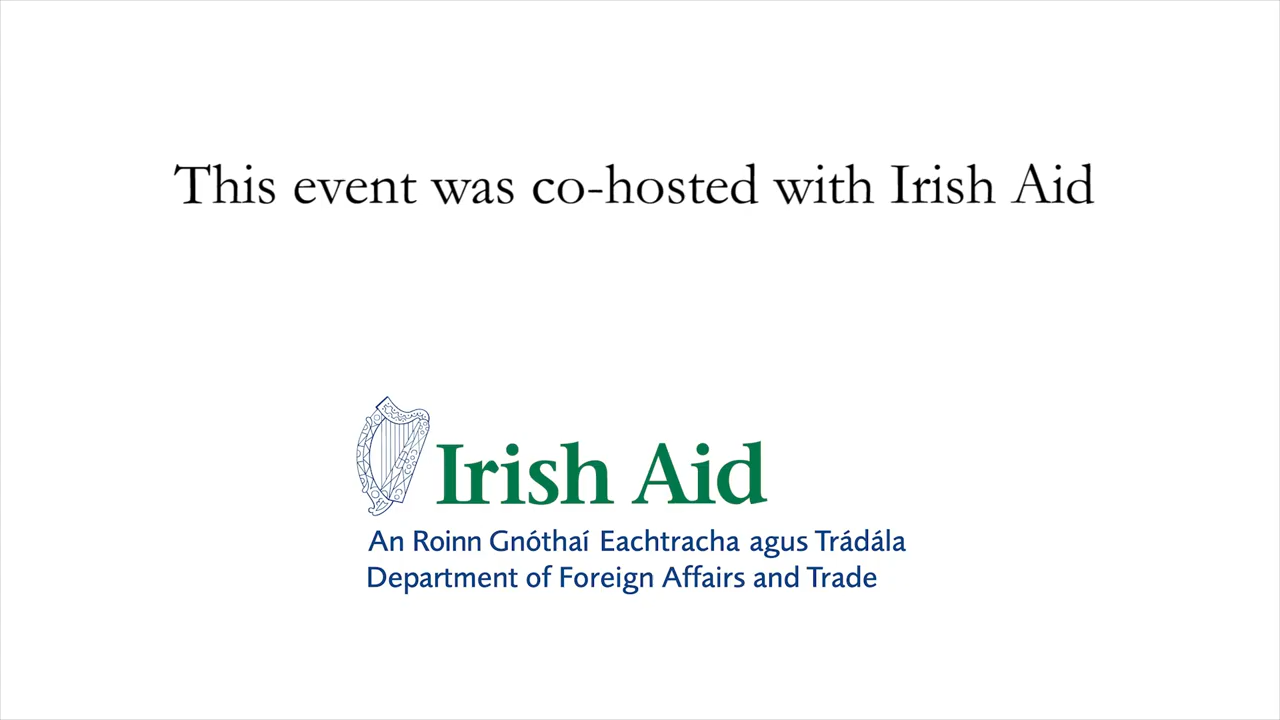 This event was co-hosted with Irish Aid
Irish Aid
An Roinn Gnóthaí Eachtracha agus Trádála
Department of Foreign Affairs and Trade